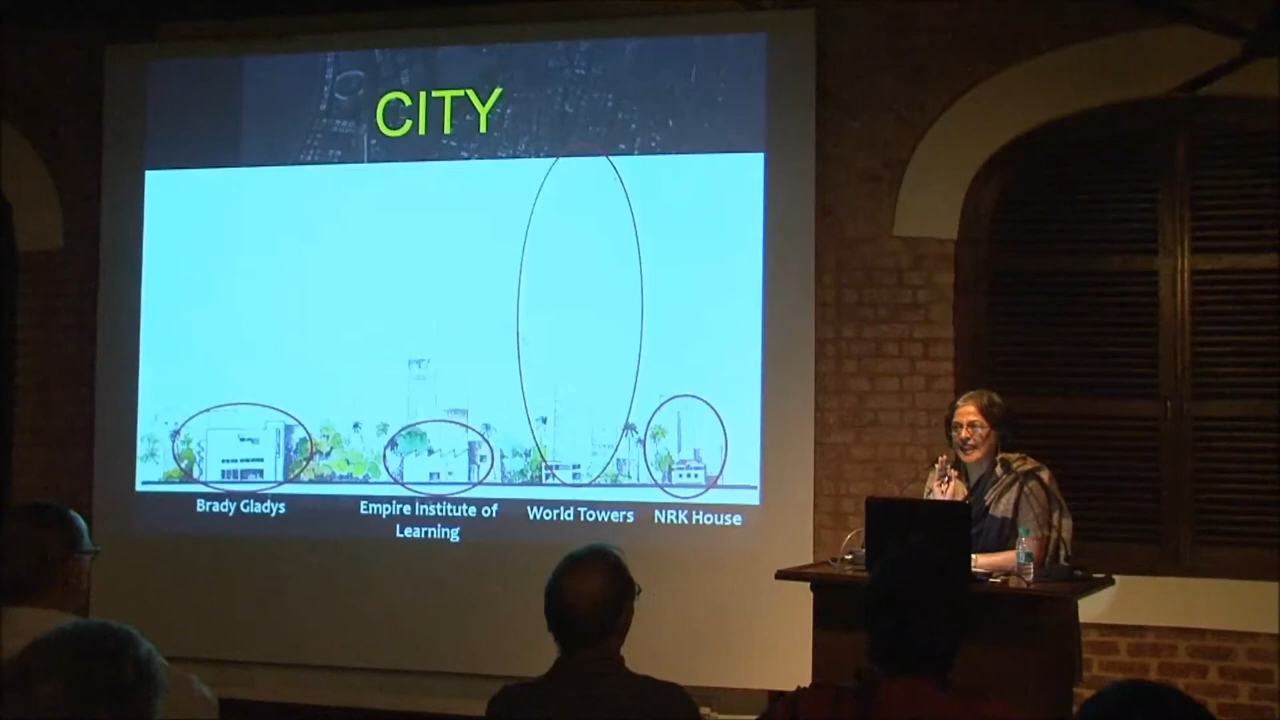 CITY
Brady Gladys
Empire Institute of
Learning
World Towers
NRK House